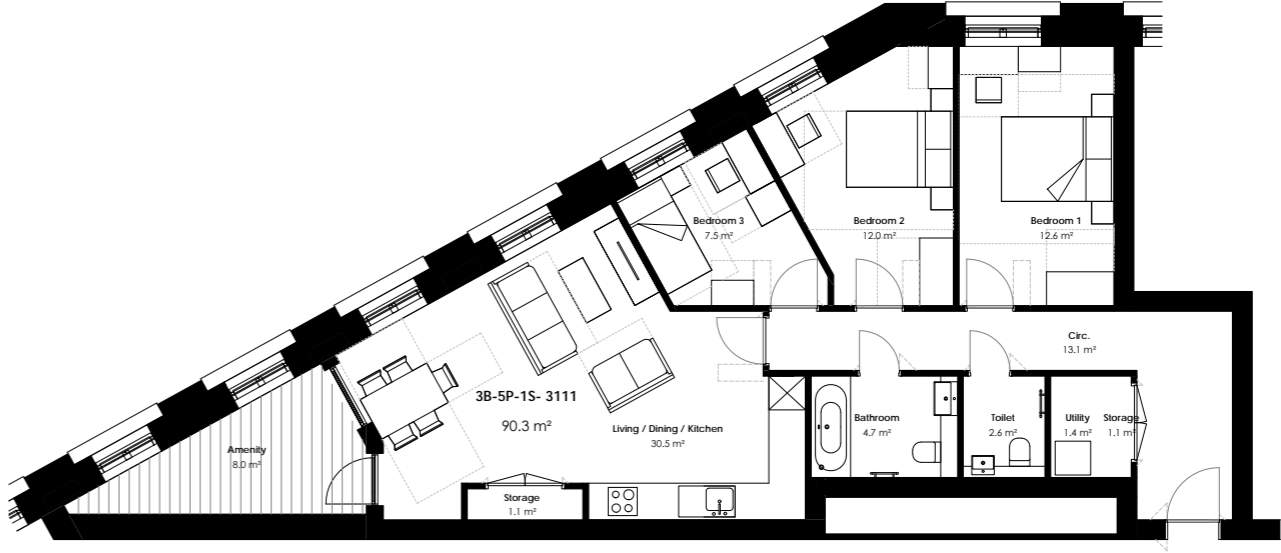 Bedroom 3
7.5 m²
Bedroom 2
12.0 m²
Bedroom 1
12.6 m²
Circ.
13.1 m²
3B-5P-1S- 3111
90.3 m²
Living / Dining / Kitchen
30.5 m²
Amenity
8.0 m²
Storage
1.1 m²
Bathroom
4.7 m²
Toilet
2.6 m²
Utility
1.4 m²
Storage
1.1 m²